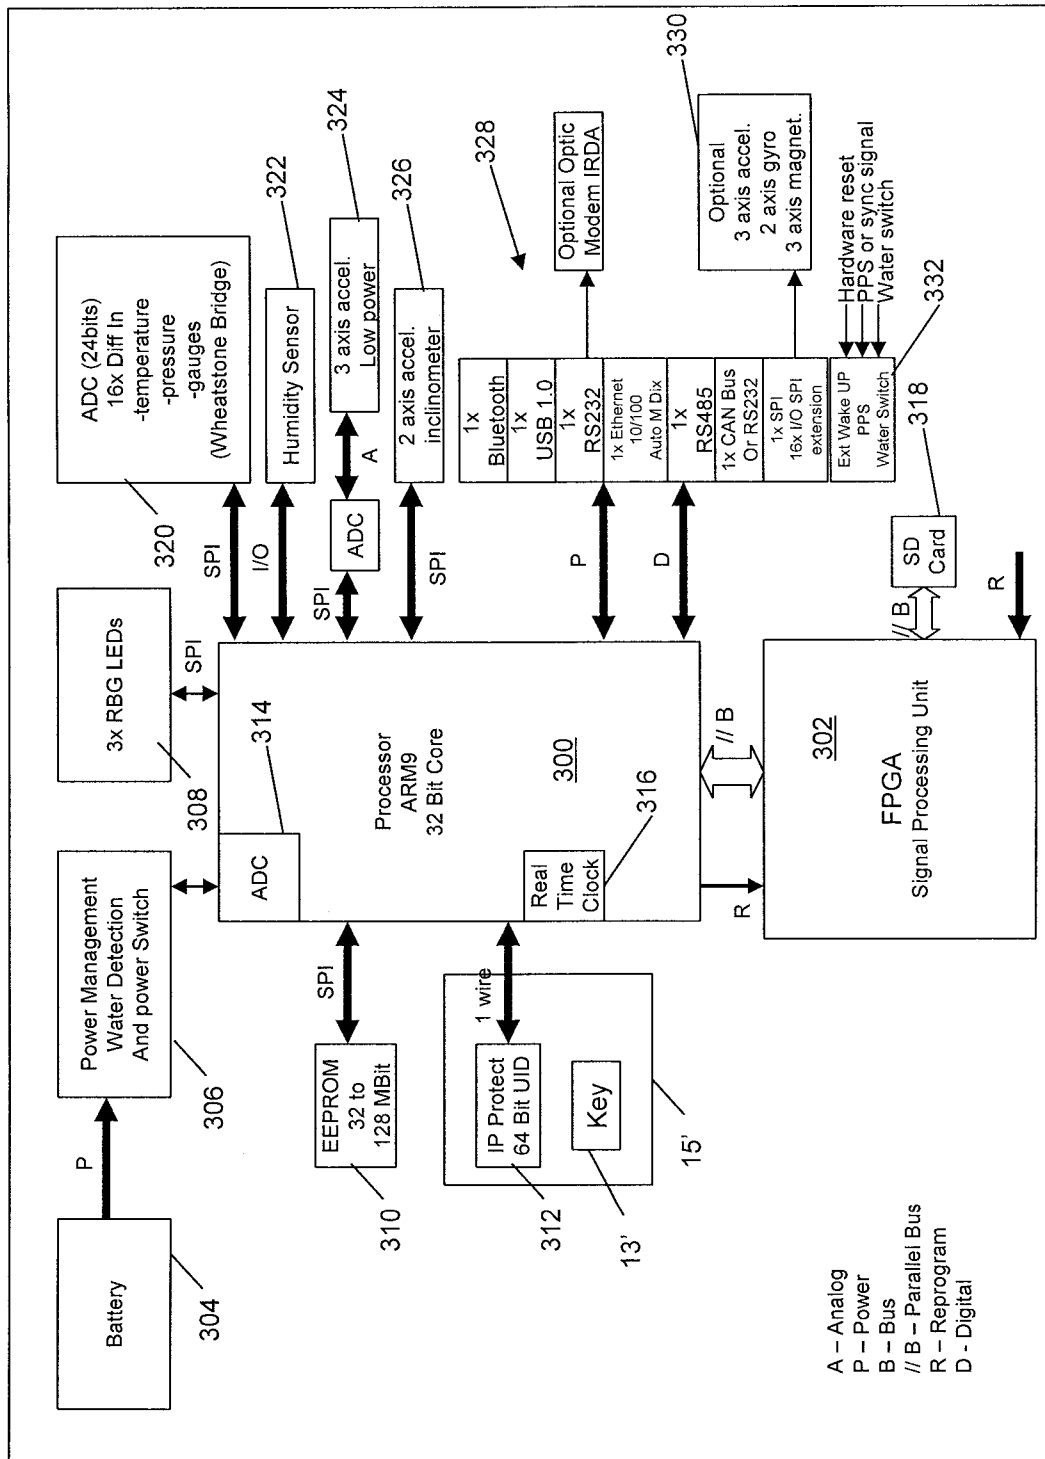 Battery
304
P
Power Management
Water Detection
And power Switch
306
3x RBG LEDs
308
SPI
ADC (24bits)
16x Diff In
-temperature
-pressure
-gauges
(Wheatstone Bridge)
320
SPI
Humidity Sensor
322
I/O
3 axis accel.
Low power
324
A
ADC
SPI
2 axis accel.
inclinometer
326
SPI
ADC
314
Processor
ARM9
32 Bit Core
300
Real
Time
Clock
316
EEPROM
32 to
128 MBit
310
SPI
IP Protect
64 Bit UID
312
1 wire
Key
13'
15'
328
1x
Bluetooth
1x
USB 1.0
1x
RS232
1x Ethernet
10/100
Auto M Dix
1x
RS485
1x CAN Bus
Or RS232
1x SPI
16x I/O SPI
extension
Ext Wake UP
PPS
Water Switch
P
D
Optional Optic
Modem IRDA
330
Optional
3 axis accel.
2 axis gyro
3 axis magnet.
Hardware reset
PPS or sync signal
Water switch
332
318
SD
Card
// B
R
// B
R
302
FPGA
Signal Processing Unit
A – Analog
P – Power
B – Bus
// B – Parallel Bus
R – Reprogram
D - Digital